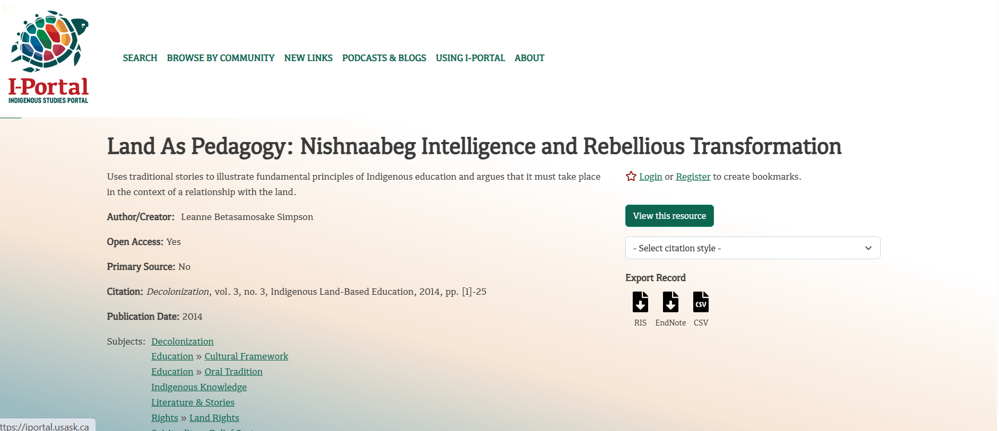 I-Portal
INDIGENOUS STUDIES PORTAL
SEARCH BROWSE BY COMMUNITY NEW LINKS PODCASTS & BLOGS USING I-PORTAL ABOUT
Land As Pedagogy: Nishnaabeg Intelligence and Rebellious Transformation
Uses traditional stories to illustrate fundamental principles of Indigenous education and argues that it must take place
in the context of a relationship with the land.
Author/Creator: Leanne Betasamosake Simpson
Open Access: Yes
Primary Source: No
Citation: Decolonization, vol. 3, no. 3, Indigenous Land-Based Education, 2014, pp. [1]-25
Publication Date: 2014
Subjects: Decolonization
Education » Cultural Framework
Education » Oral Tradition
Indigenous Knowledge
Literature & Stories
Rights » Land Rights
Login or Register to create bookmarks.
View this resource
- Select citation style -
Export Record
CSV
RIS EndNote CSV
ttps://iportal.usask.ca